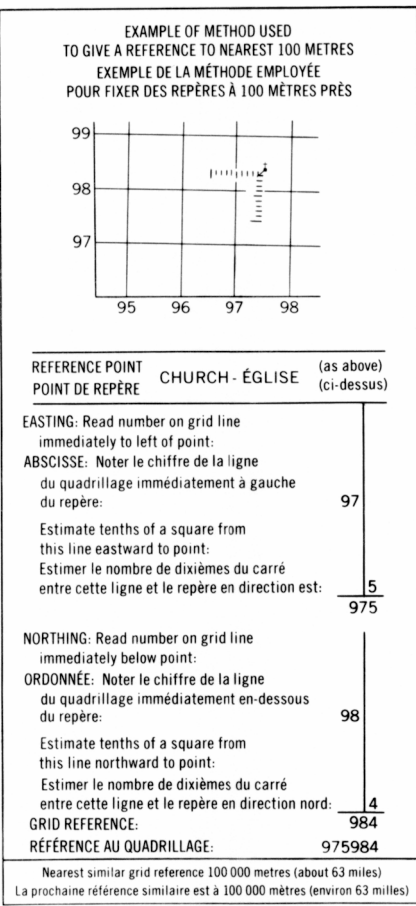 EXAMPLE OF METHOD USED
TO GIVE A REFERENCE TO NEAREST 100 METRES
EXEMPLE DE LA MÉTHODE EMPLOYÉE
POUR FIXER DES REPÈRES À 100 MÈTRES PRÈS
99
98
97
95 96 97 98
REFERENCE POINT
POINT DE REPÈRE
CHURCH - ÉGLISE
(as above)
(ci-dessus)
EASTING: Read number on grid line
immediately to left of point:
ABSCISSE: Noter le chiffre de la ligne
du quadrillage immédiatement à gauche
du repère: 97
Estimate tenths of a square from
this line eastward to point:
Estimer le nombre de dixièmes du carré
entre cette ligne et le repère en direction est: 5
975
NORTHING: Read number on grid line
immediately below point:
ORDONNÉE: Noter le chiffre de la ligne
du quadrillage immédiatement en-dessous
du repère: 98
Estimate tenths of a square from
this line northward to point:
Estimer le nombre de dixièmes du carré
entre cette ligne et le repère en direction nord: 4
GRID REFERENCE: 984
RÉFÉRENCE AU QUADRILLAGE: 975984
Nearest similar grid reference 100 000 metres (about 63 miles)
La prochaine référence similaire est à 100 000 mètres (environ 63 milles)